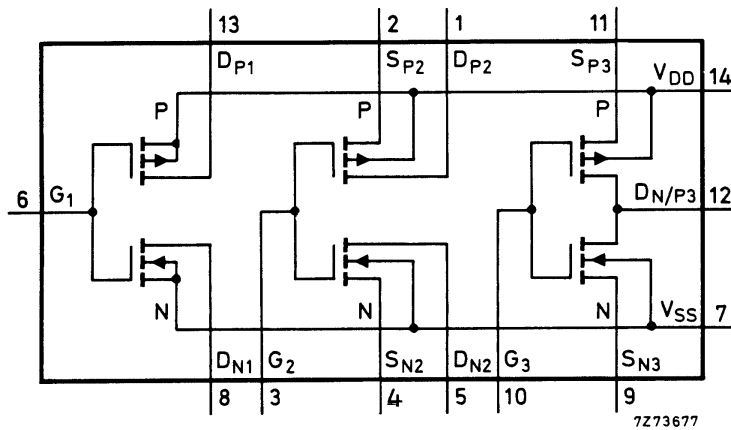 13 2 1 11
DP1 SP2 DP2 SP3 VDD 14
P P P
6 G1 DN/P3 12
N N N VSS 7
DN1 G2 SN2 DN2 G3 SN3
8 3 4 5 10 9
7Z73677